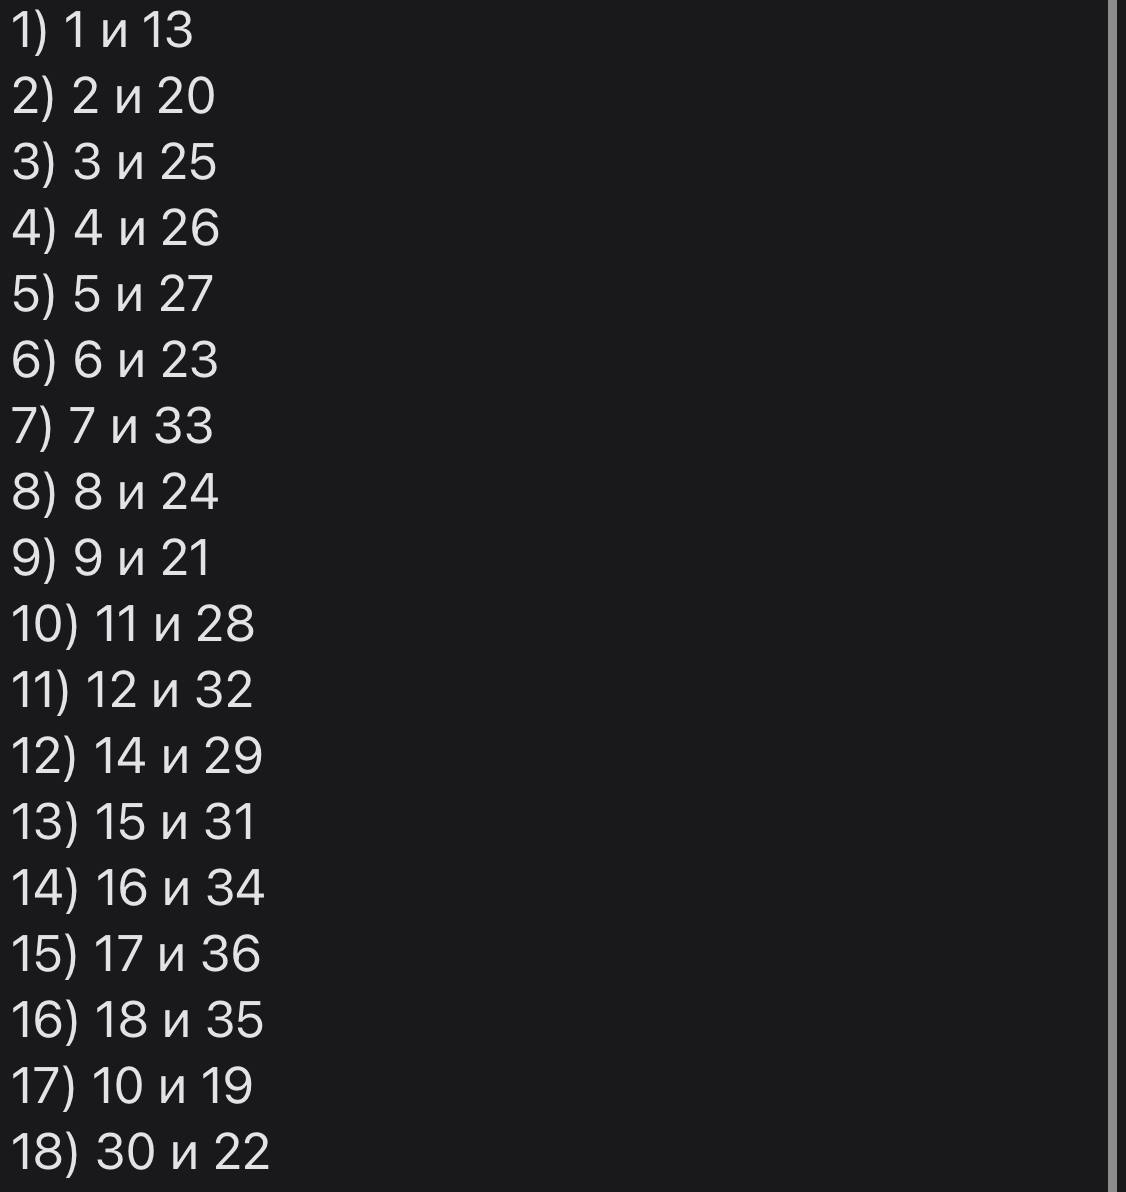 1) 1 и 13
2) 2 и 20
3) 3 и 25
4) 4 и 26
5) 5 и 27
6) 6 и 23
7) 7 и 33
8) 8 и 24
9) 9 и 21
10) 11 и 28
11) 12 и 32
12) 14 и 29
13) 15 и 31
14) 16 и 34
15) 17 и 36
16) 18 и 35
17) 10 и 19
18) 30 и 22